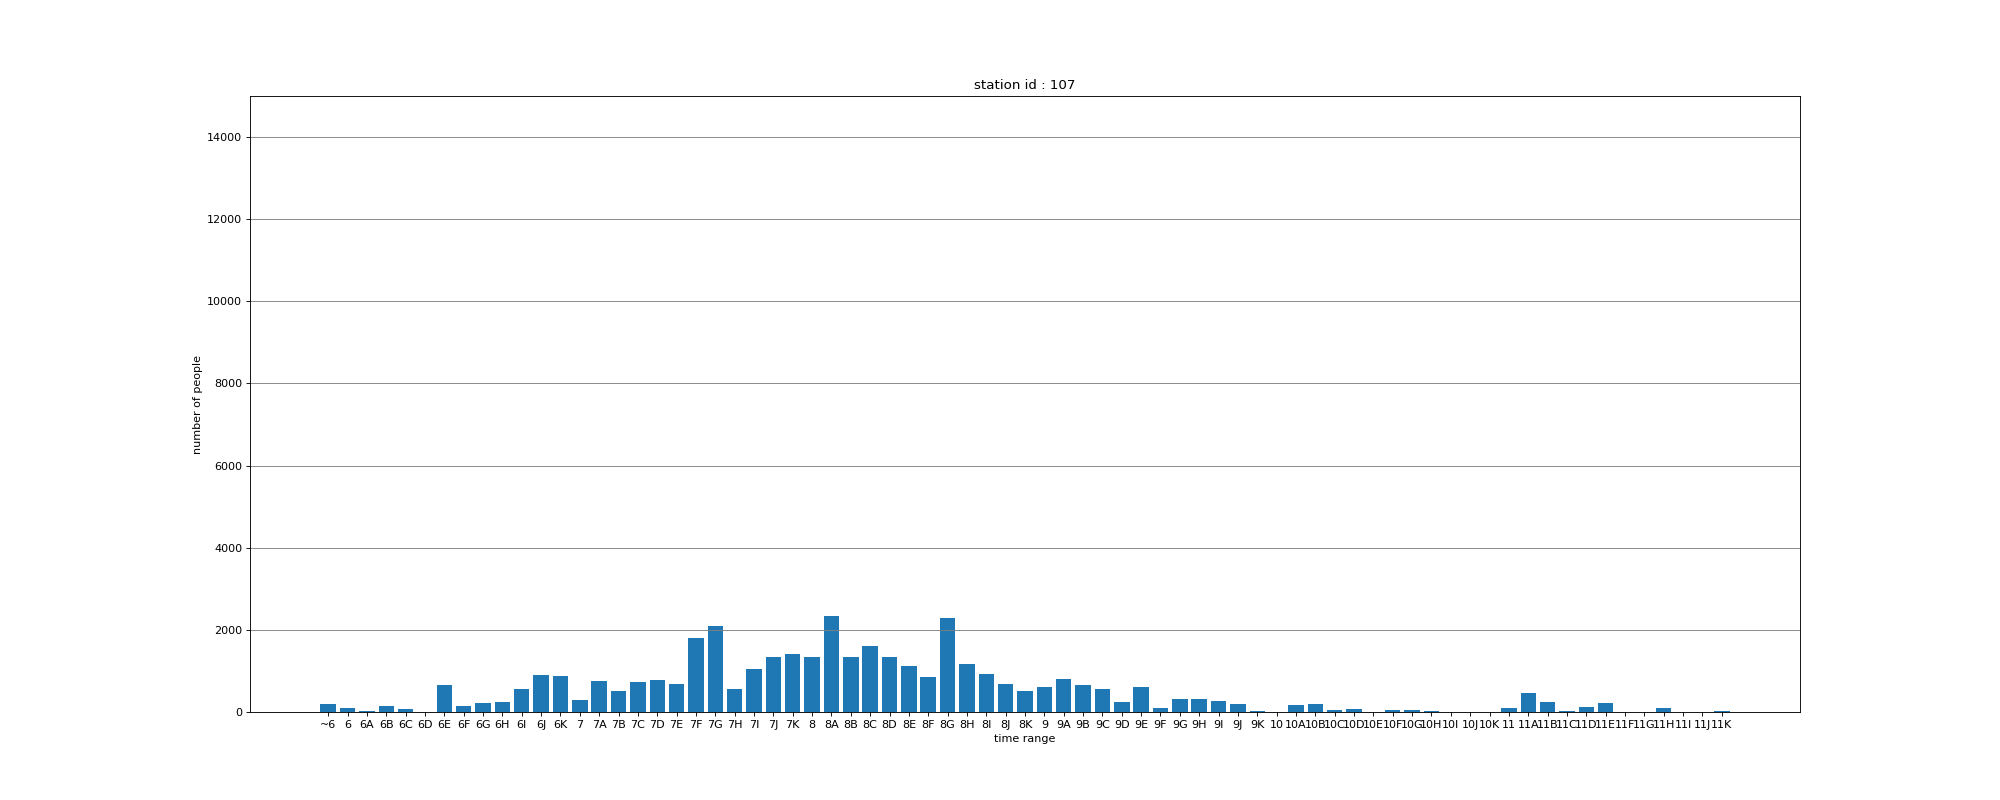 station id : 107
14000
12000
10000
8000
6000
4000
2000
0
number of people
~6 6 6A 6B 6C 6D 6E 6F 6G 6H 6I 6J 6K 7 7A 7B 7C 7D 7E 7F 7G 7H 7I 7J 7K 8 8A 8B 8C 8D 8E 8F 8G 8H 8I 8J 8K 9 9A 9B 9C 9D 9E 9F 9G 9H 9I 9J 9K 10 10A 10B 10C 10D 10E 10F 10G 10H 10I 10J 10K 11 11A 11B 11C 11D 11E 11F 11G 11H 11I 11J 11K
time range